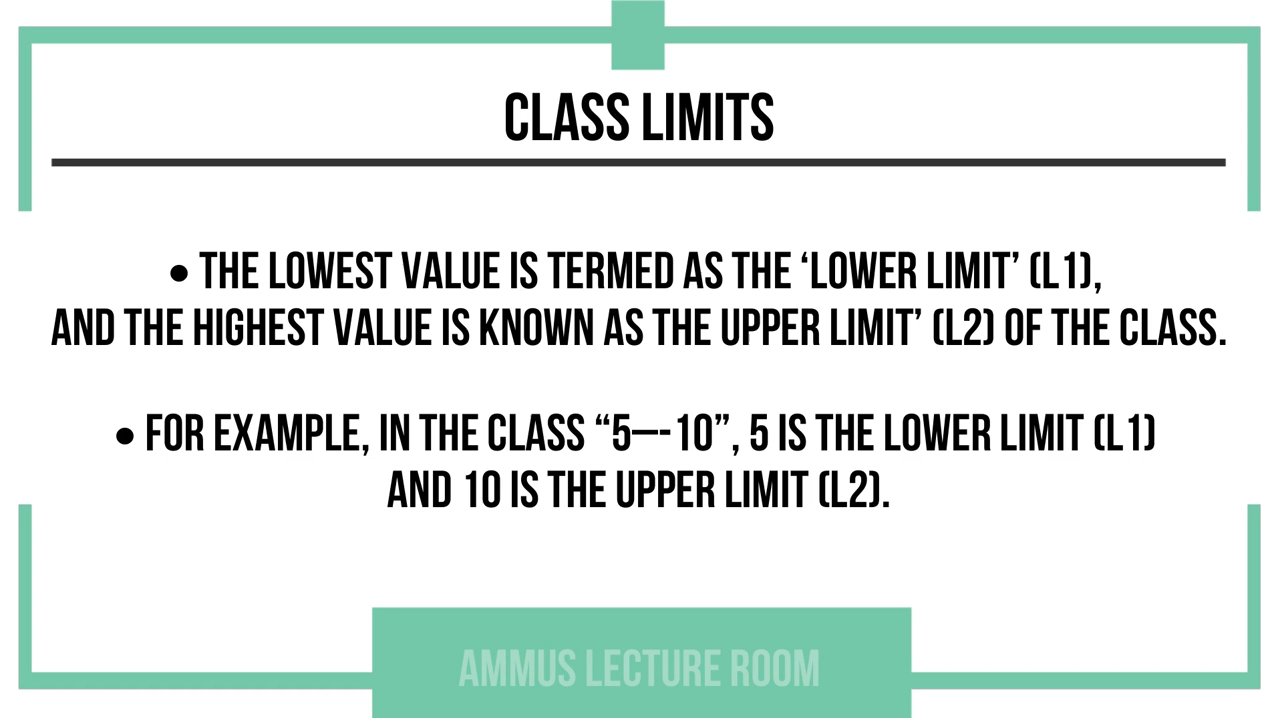 CLASS LIMITS
• THE LOWEST VALUE IS TERMED AS THE ‘LOWER LIMIT’ (L1),
AND THE HIGHEST VALUE IS KNOWN AS THE UPPER LIMIT’ (L2) OF THE CLASS.
• FOR EXAMPLE, IN THE CLASS “5—-10”, 5 IS THE LOWER LIMIT (L1)
AND 10 IS THE UPPER LIMIT (L2).
AMMUS LECTURE ROOM